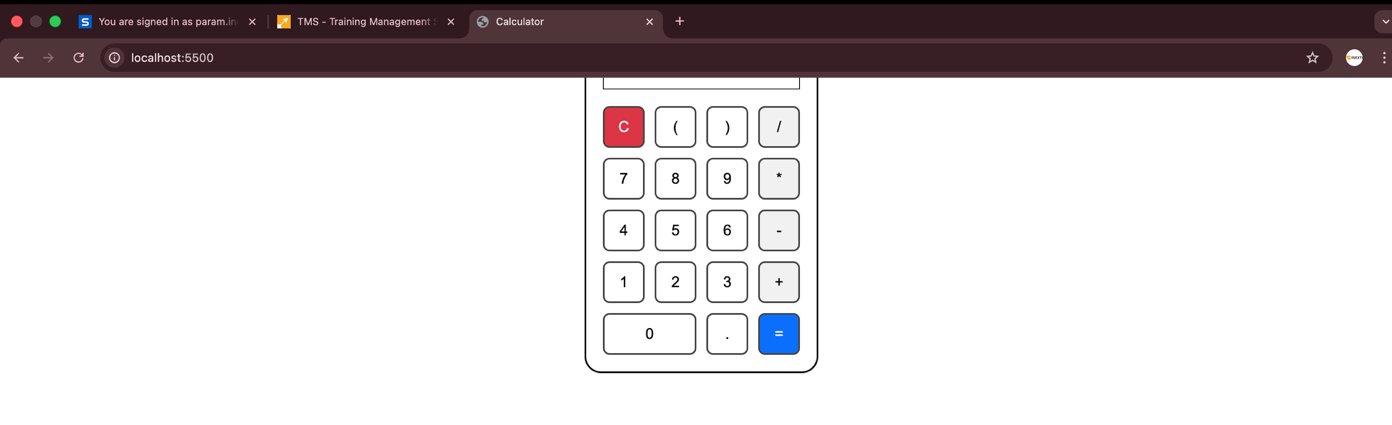 You are signed in as param.in
TMS - Training Management S
Calculator
localhost:5500
C ( ) /
7 8 9 *
4 5 6 -
1 2 3 +
0 . =